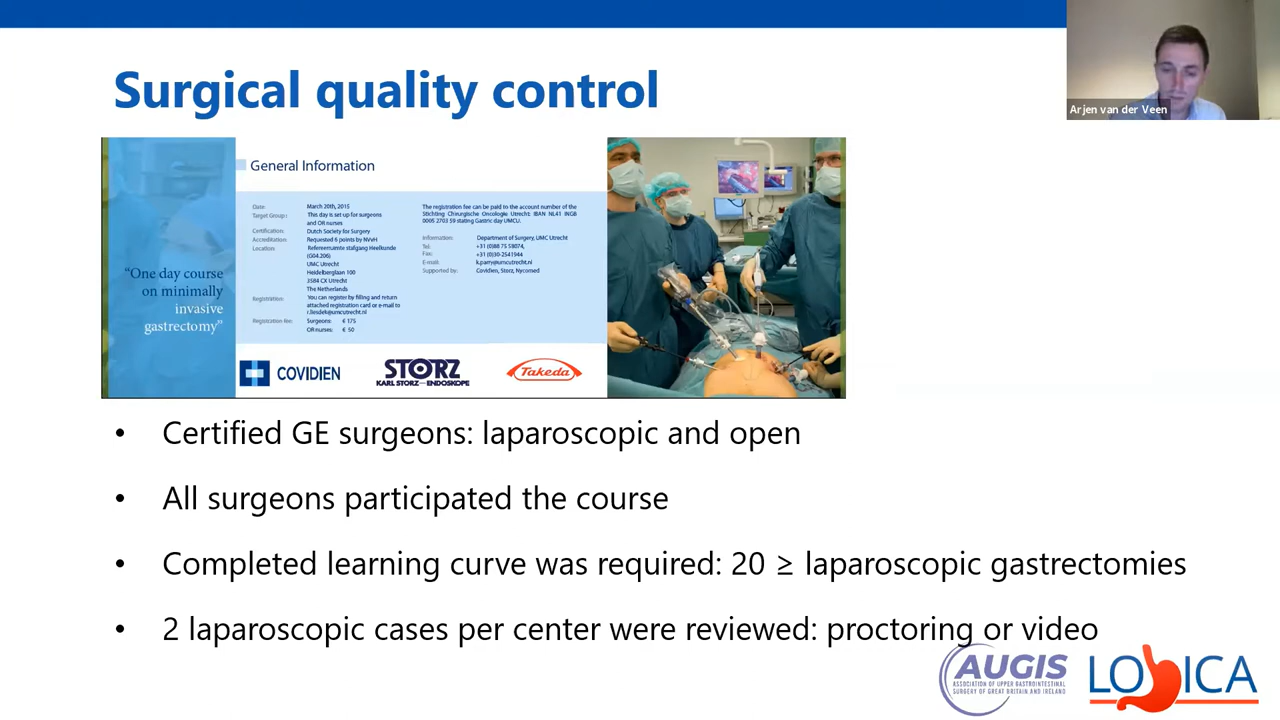 Surgical quality control
Arjen van der Veen
"One day course
on minimally
invasive
gastrectomy"
General Information
Date: March 20th, 2015
Target Group: This day is set up for surgeons
and OR nurses
Certification: Dutch Society for Surgery
Accreditation: Requested 6 points by NVvH
Location: Refereerruimte stafgang Heelkunde
(G04.206)
UMC Utrecht
Heidelberglaan 100
3584 CX Utrecht
The Netherlands
Registration: You can register by filling and return
attached registration card or e-mail to
r.liesdek@umcutrecht.nl
Registration Fee: Surgeons: € 175
OR nurses: € 50
The registration fee can be paid to the account number of the
Stichting Chirurgische Oncologie Utrecht: IBAN NL41 INGB
0005 2703 59 stating Gastric day UMCU.
Information: Department of Surgery, UMC Utrecht
Tel. +31 (0)88 75 58074,
Fax: +31 (0)30-2541944
E-mail: k.parry@umcutrecht.nl
Supported by: Covidien, Storz, Nycomed
COVIDIEN
STORZ
KARL STORZ—ENDOSKOPE
Takeda
• Certified GE surgeons: laparoscopic and open
• All surgeons participated the course
• Completed learning curve was required: 20 ≥ laparoscopic gastrectomies
• 2 laparoscopic cases per center were reviewed: proctoring or video
AUGIS
ASSOCIATION OF UPPER GASTROINTESTINAL
SURGERY OF GREAT BRITAIN AND IRELAND
LOGICA